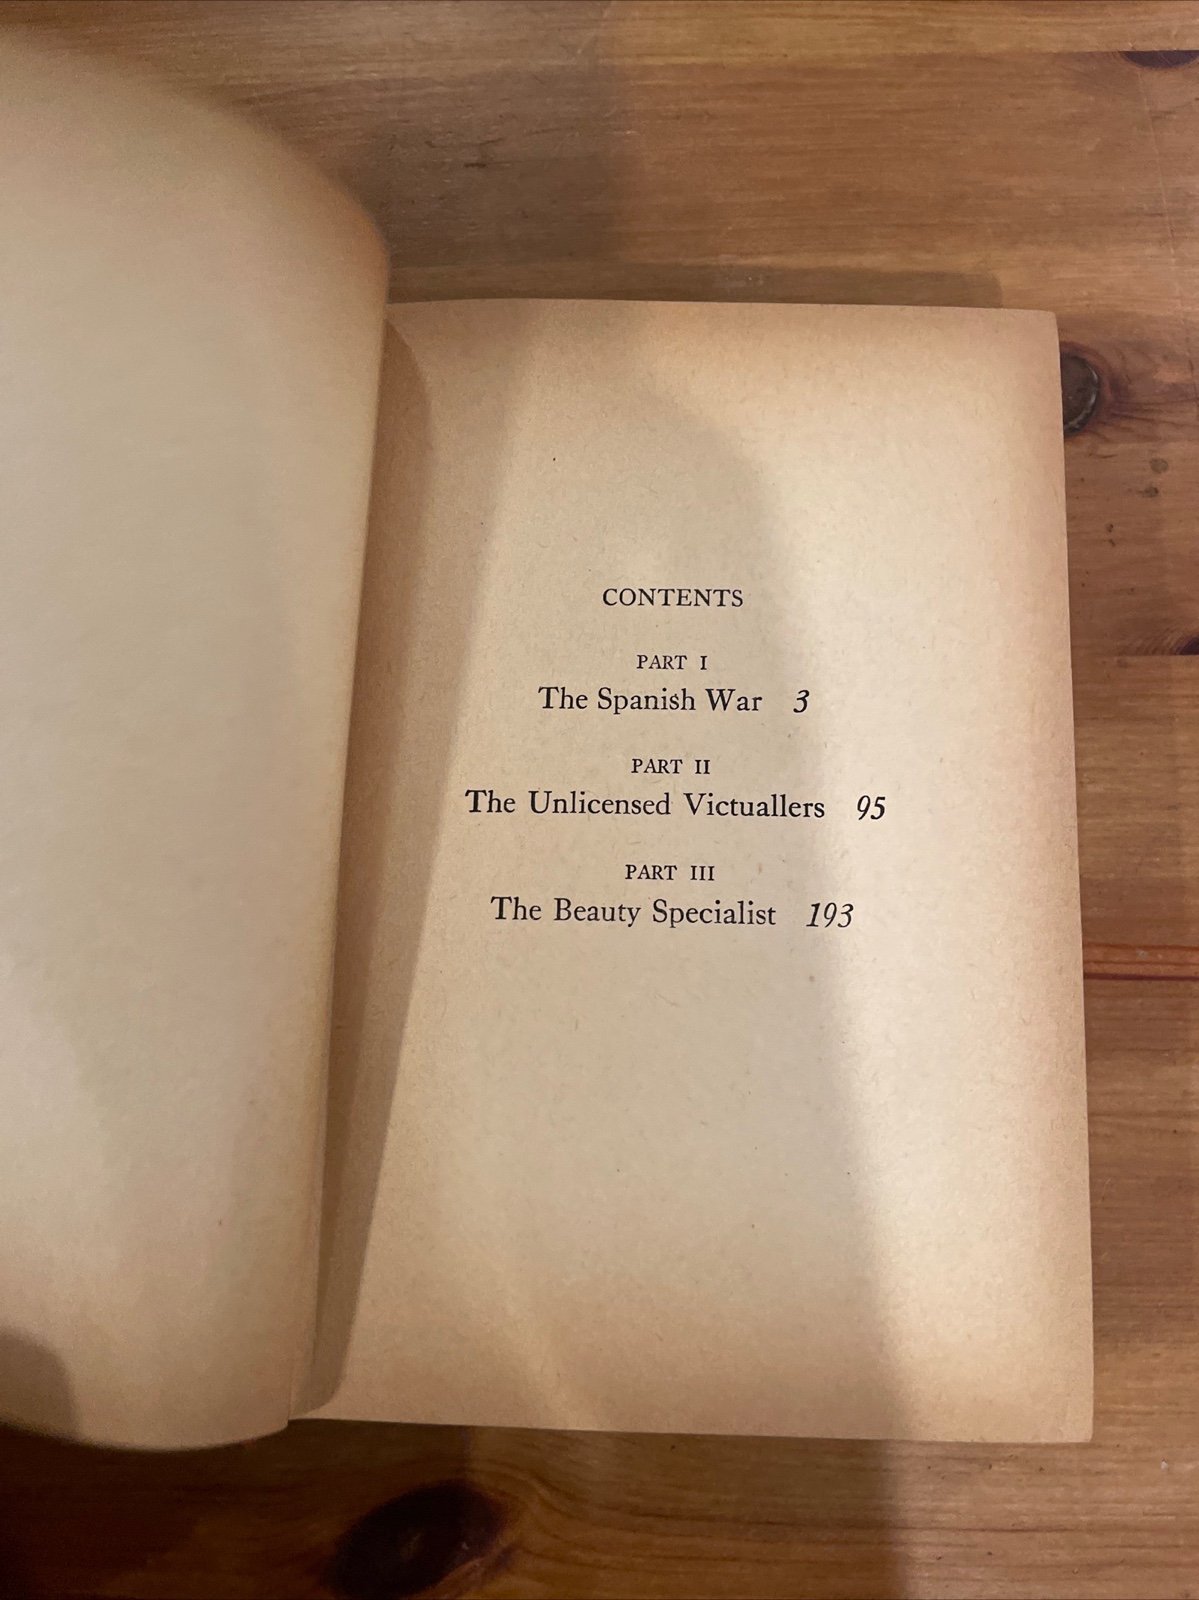 CONTENTS
PART I
The Spanish War 3
PART II
The Unlicensed Victuallers 95
PART III
The Beauty Specialist 193